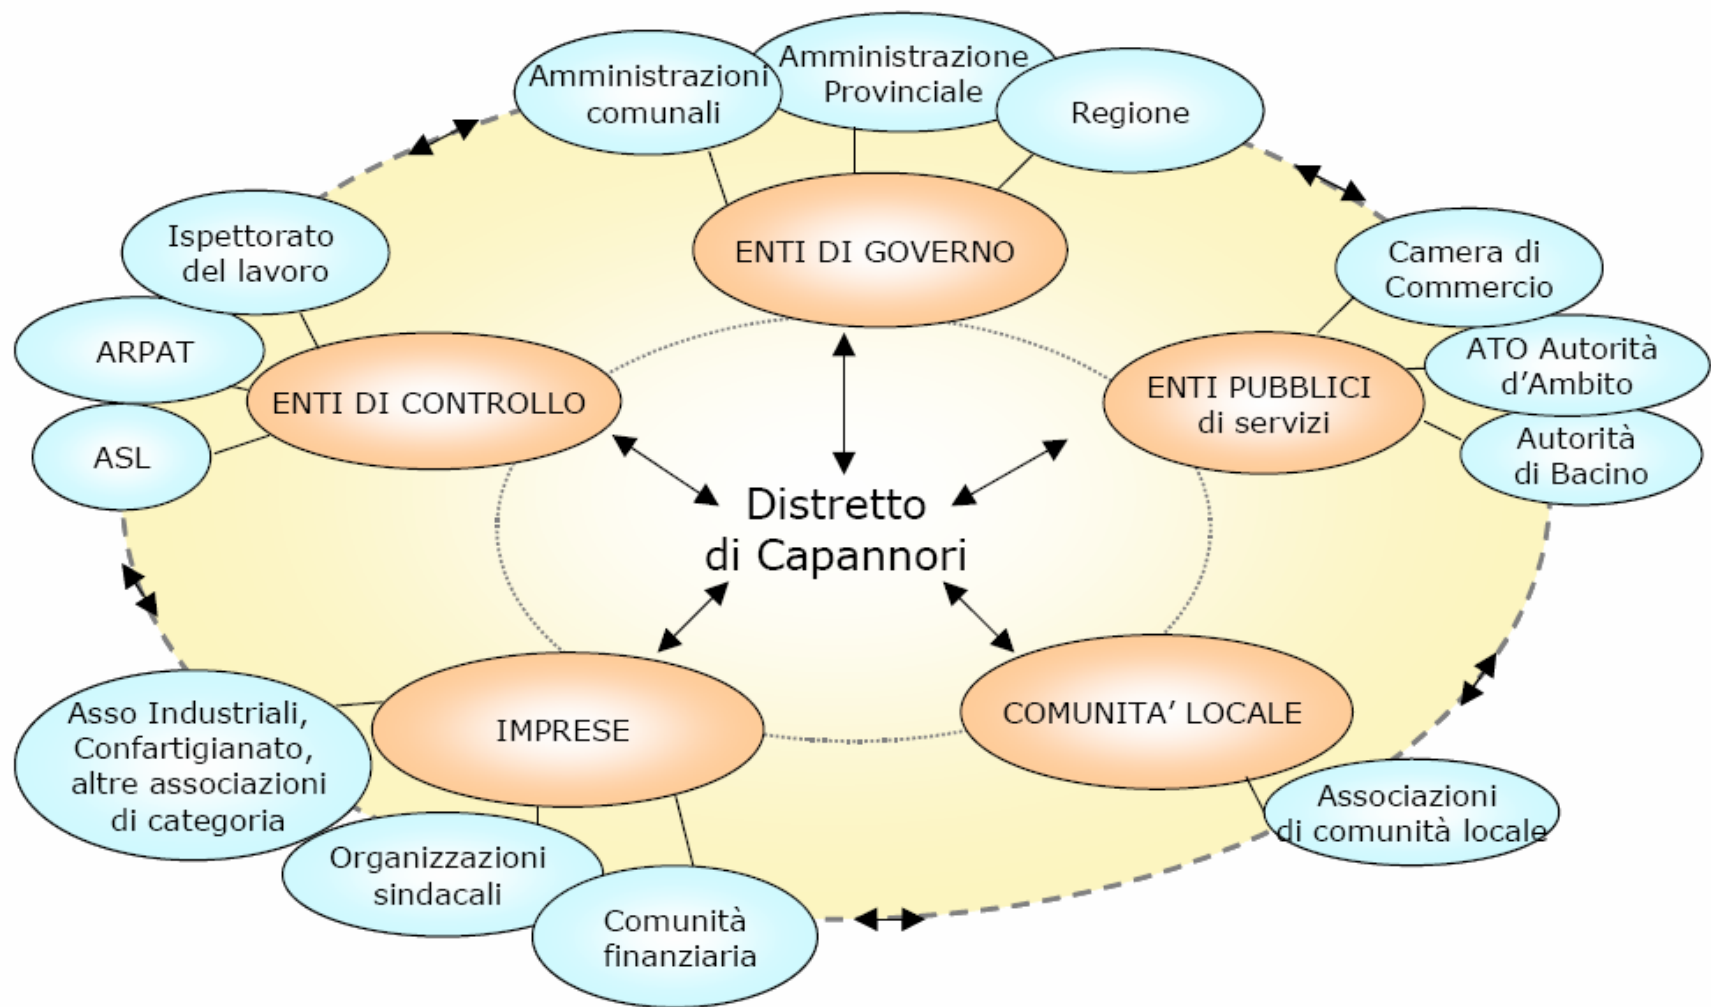 Amministrazioni
comunali
Amministrazione
Provinciale
Regione
ENTI DI GOVERNO
Ispettorato
del lavoro
ARPAT
ASL
ENTI DI CONTROLLO
Camera di
Commercio
ATO Autorità
d’Ambito
Autorità
di Bacino
ENTI PUBBLICI
di servizi
Distretto
di Capannori
IMPRESE
Asso Industriali,
Confartigianato,
altre associazioni
di categoria
Organizzazioni
sindacali
Comunità
finanziaria
COMUNITA’ LOCALE
Associazioni
di comunità locale